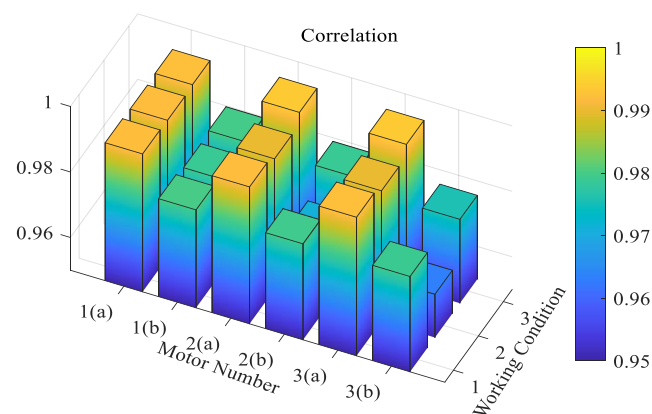 Correlation
1
0.98
0.96
1(a)
1(b)
2(a)
2(b)
3(a)
3(b)
Motor Number
1
2
3
Working Condition
1
0.99
0.98
0.97
0.96
0.95